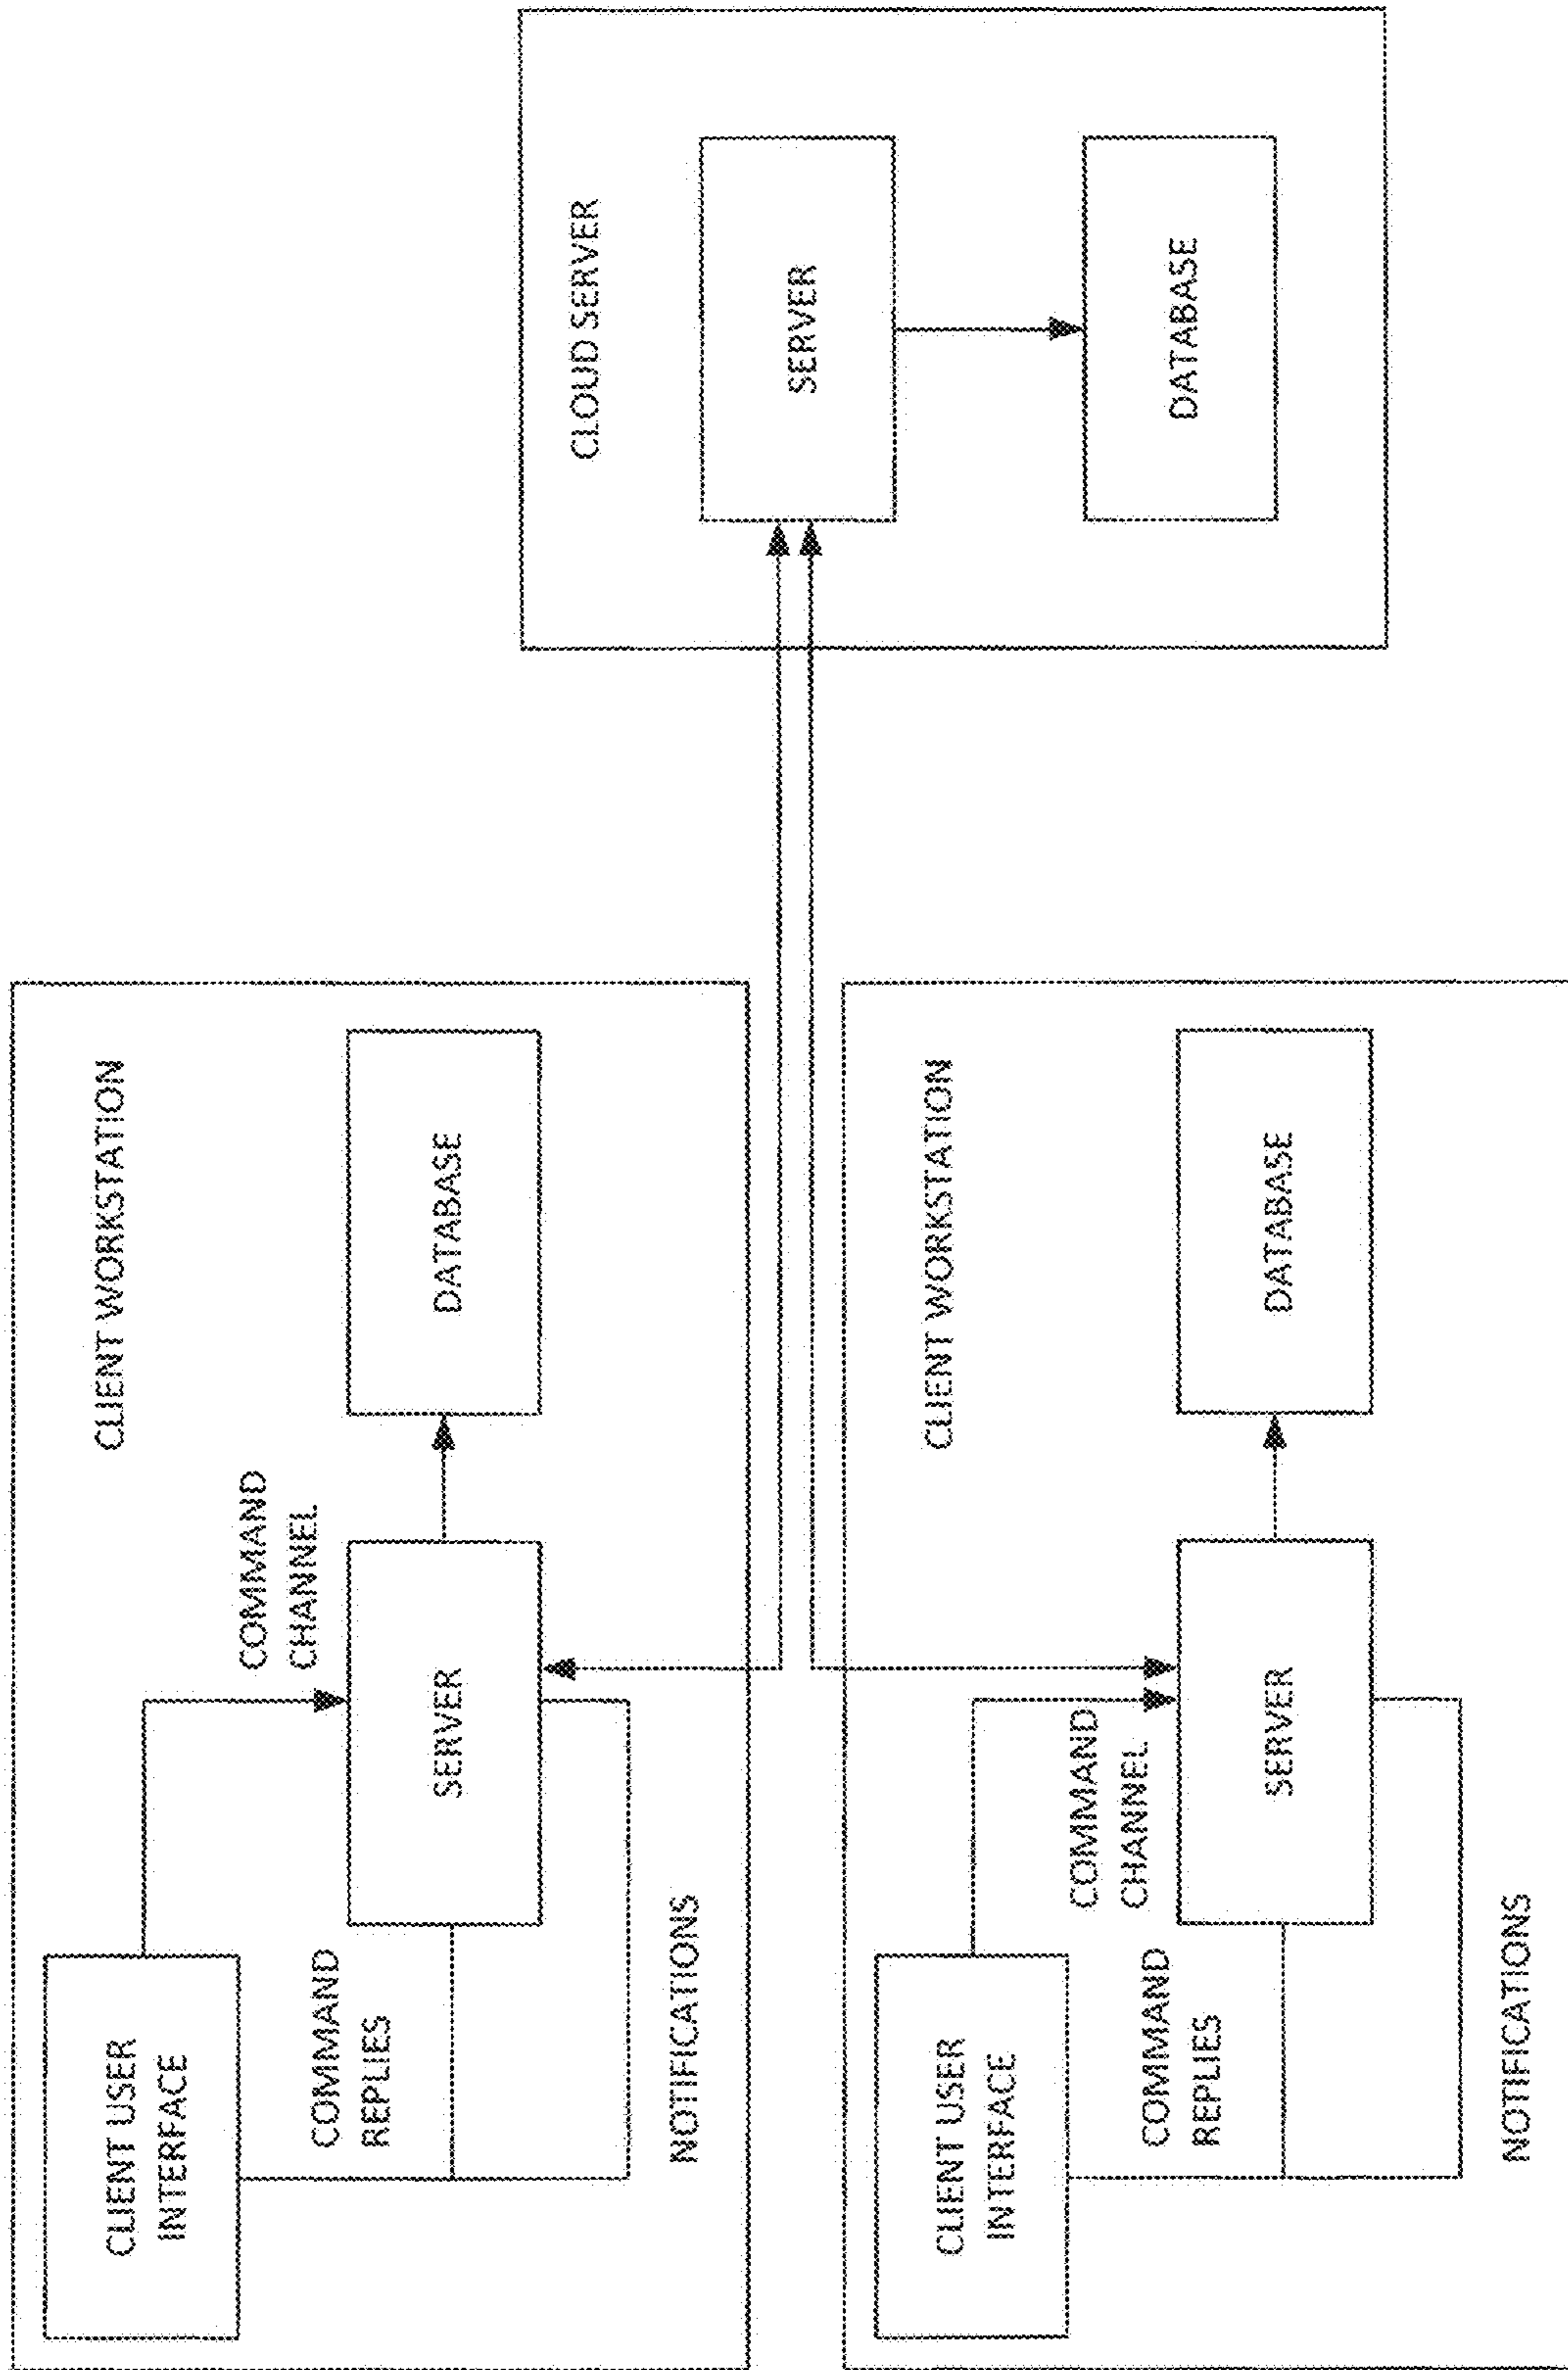 CLIENT WORKSTATION
CLIENT USER
INTERFACE
COMMAND
CHANNEL
COMMAND
REPLIES
SERVER
DATABASE
NOTIFICATIONS
CLOUD SERVER
SERVER
DATABASE
CLIENT WORKSTATION
CLIENT USER
INTERFACE
COMMAND
CHANNEL
COMMAND
REPLIES
SERVER
DATABASE
NOTIFICATIONS